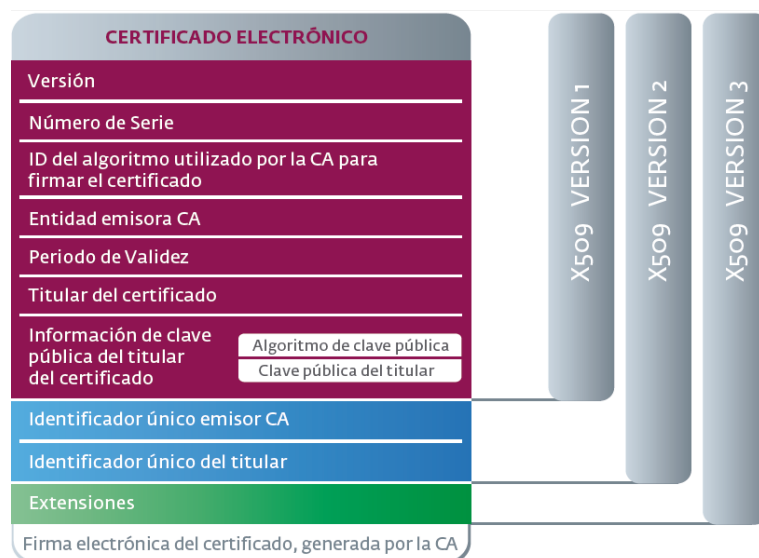 CERTIFICADO ELECTRÓNICO
Versión
Número de Serie
ID del algoritmo utilizado por la CA para
firmar el certificado
Entidad emisora CA
Periodo de Validez
Titular del certificado
Información de clave
pública del titular
del certificado
Algoritmo de clave pública
Clave pública del titular
Identificador único emisor CA
Identificador único del titular
Extensiones
Firma electrónica del certificado, generada por la CA
X509 VERSION 1
X509 VERSION 2
X509 VERSION 3